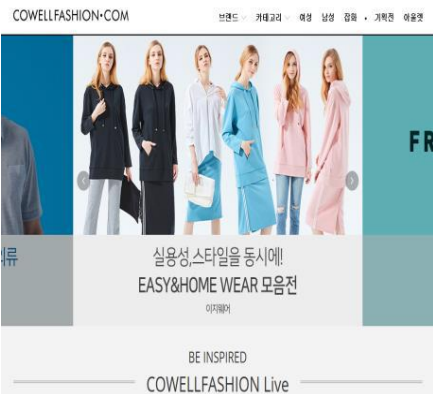 COWELLFASHION•COM
브랜드 카테고리 여성 남성 잡화 • 기획전 아울렛
FR
의류
실용성,스타일을 동시에!
EASY&HOME WEAR 모음전
이지웨어
BE INSPIRED
COWELLFASHION Live